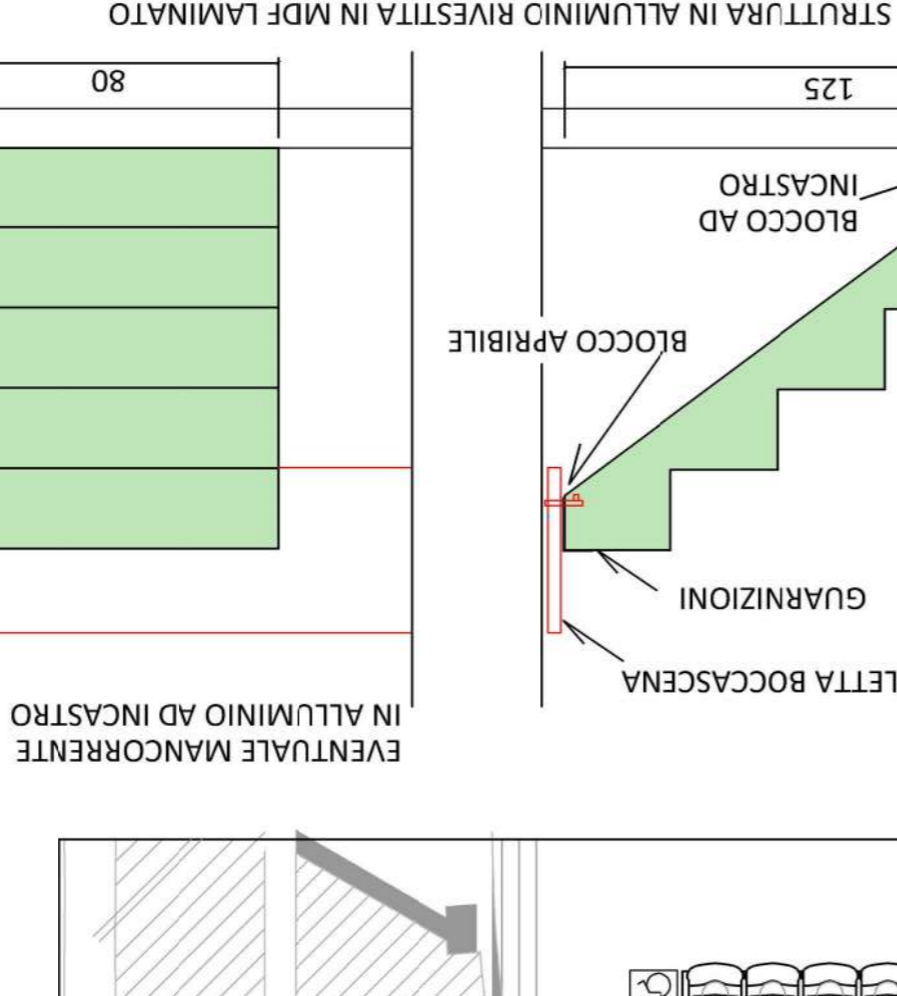 EVENTUALE MANCORRENTE
IN ALLUMINIO AD INCASTRO
LETTA BOCCASCENA
GUARNIZIONI
BLOCCO APRIBILE
BLOCCO AD
INCASTRO
125
80
STRUTTURA IN ALLUMINIO RIVESTITA IN MDF LAMINATO